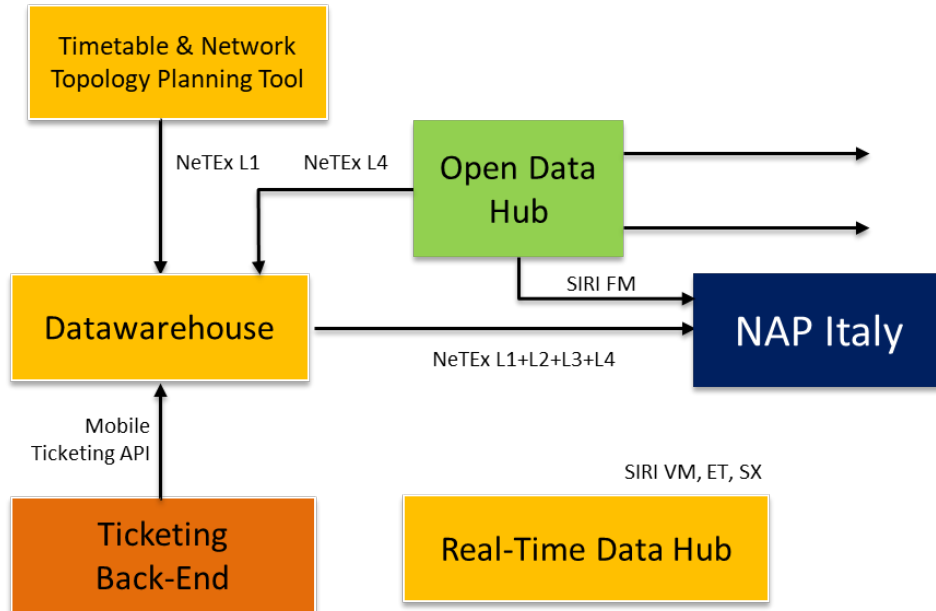 Timetable & Network
Topology Planning Tool
NeTEx L1
NeTEx L4
Open Data
Hub
SIRI FM
Datawarehouse
NAP Italy
NeTEx L1+L2+L3+L4
Mobile
Ticketing API
SIRI VM, ET, SX
Ticketing
Back-End
Real-Time Data Hub